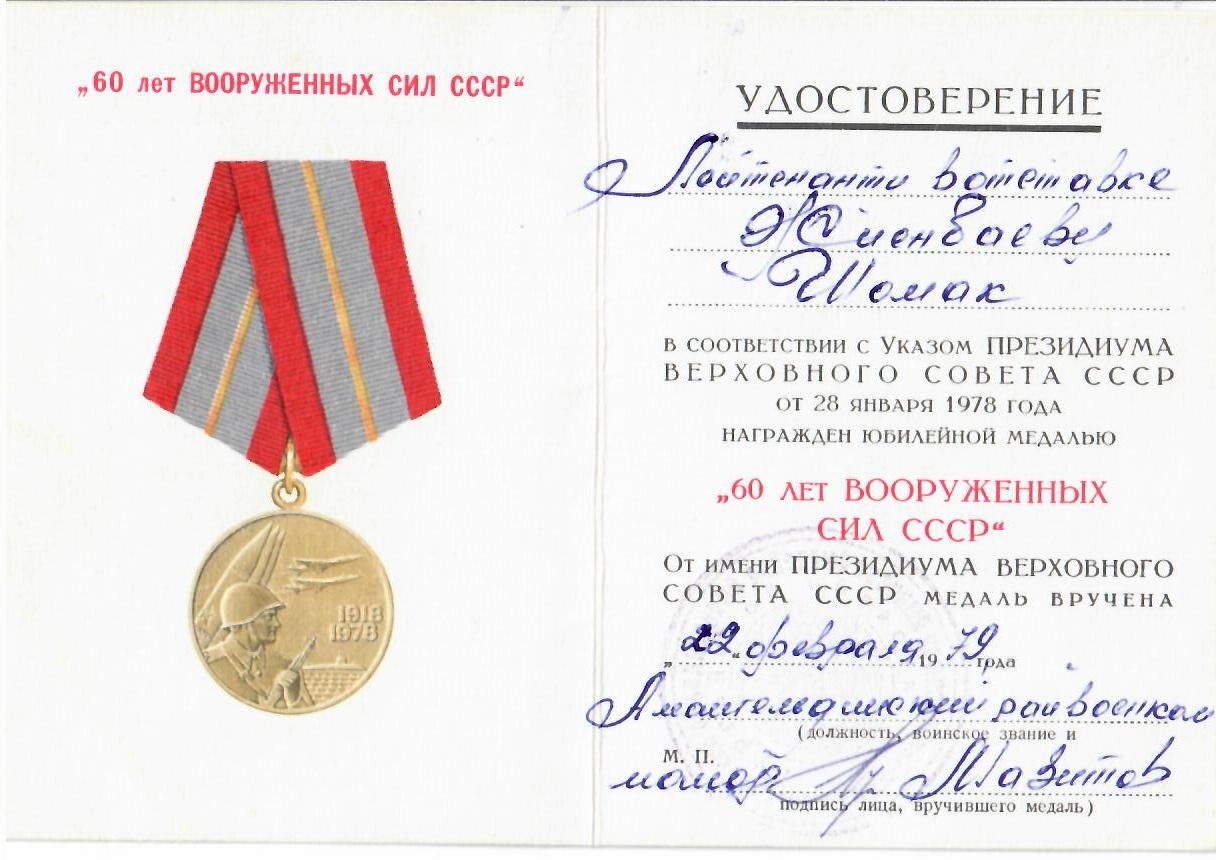 „60 лет ВООРУЖЕННЫХ СИЛ СССР“
1918
1978
УДОСТОВЕРЕНИЕ
Лейтенанту в отставке
Жиенбаеву
Шомак
В СООТВЕТСТВИИ С УКАЗОМ ПРЕЗИДИУМА
ВЕРХОВНОГО СОВЕТА СССР
ОТ 28 ЯНВАРЯ 1978 ГОДА
НАГРАЖДЕН ЮБИЛЕЙНОЙ МЕДАЛЬЮ
„60 ЛЕТ ВООРУЖЕННЫХ
СИЛ СССР“
От имени ПРЕЗИДИУМА ВЕРХОВНОГО
СОВЕТА СССР МЕДАЛЬ ВРУЧЕНА
„22“ февраля 1979 года
Амангельдинский райвоенком
(должность, воинское звание и
М. П.
майор
подпись лица, вручившего медаль)